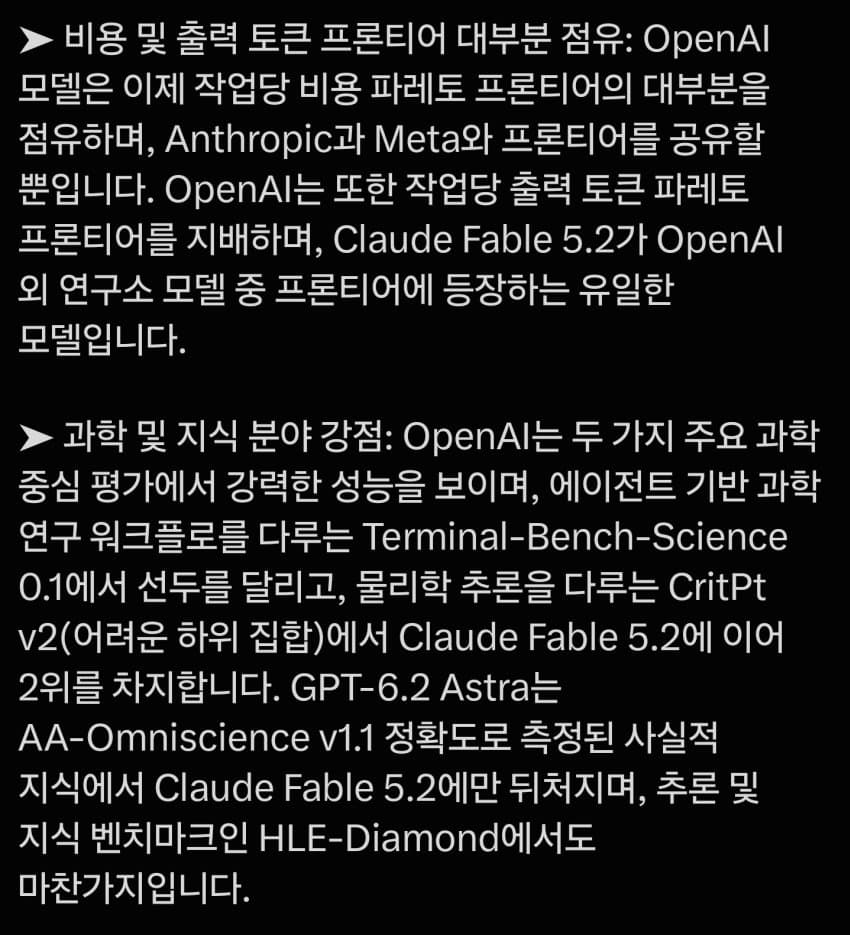 ➤ 비용 및 출력 토큰 프론티어 대부분 점유: OpenAI
모델은 이제 작업당 비용 파레토 프론티어의 대부분을
점유하며, Anthropic과 Meta와 프론티어를 공유할
뿐입니다. OpenAI는 또한 작업당 출력 토큰 파레토
프론티어를 지배하며, Claude Fable 5.2가 OpenAI
외 연구소 모델 중 프론티어에 등장하는 유일한
모델입니다.
➤ 과학 및 지식 분야 강점: OpenAI는 두 가지 주요 과학
중심 평가에서 강력한 성능을 보이며, 에이전트 기반 과학
연구 워크플로를 다루는 Terminal-Bench-Science
0.1에서 선두를 달리고, 물리학 추론을 다루는 CritPt
v2(어려운 하위 집합)에서 Claude Fable 5.2에 이어
2위를 차지합니다. GPT-6.2 Astra는
AA-Omniscience v1.1 정확도로 측정된 사실적
지식에서 Claude Fable 5.2에만 뒤처지며, 추론 및
지식 벤치마크인 HLE-Diamond에서도
마찬가지입니다.